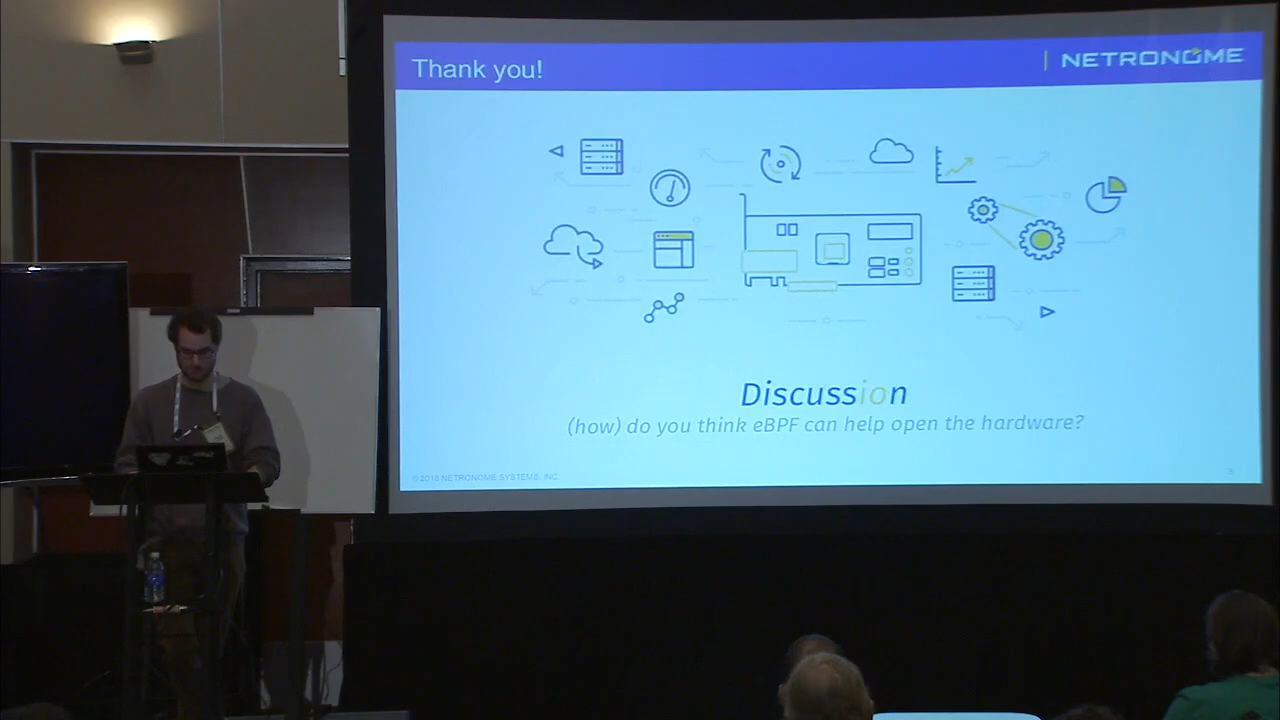 Thank you!
NETRONOME
Discussion
(how) do you think eBPF can help open the hardware?
© 2018 NETRONOME SYSTEMS, INC.